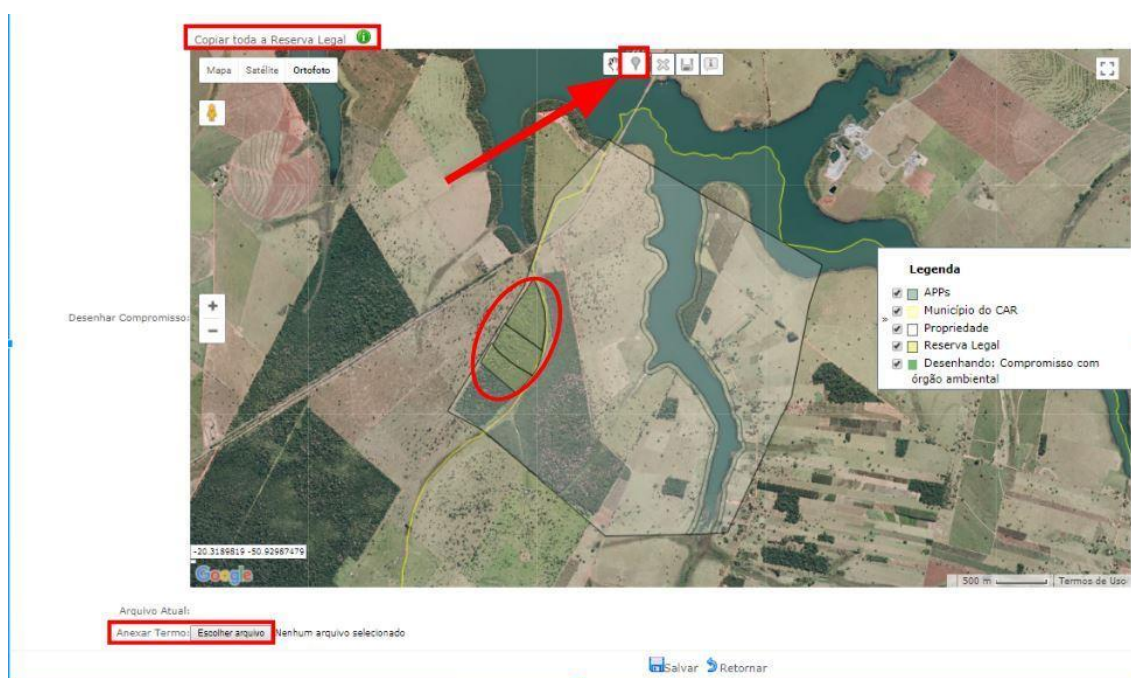 Copiar toda a Reserva Legal
Mapa Satélite Ortofoto
Legenda
APPs
Município do CAR
»
Propriedade
Reserva Legal
Desenhando: Compromisso com
órgão ambiental
Desenhar Compromisso:
+
−
-20.3189819 -50.92987479
Google
500 m Termos de Uso
Arquivo Atual:
Anexar Termo: Escolher arquivo Nenhum arquivo selecionado
Salvar Retornar